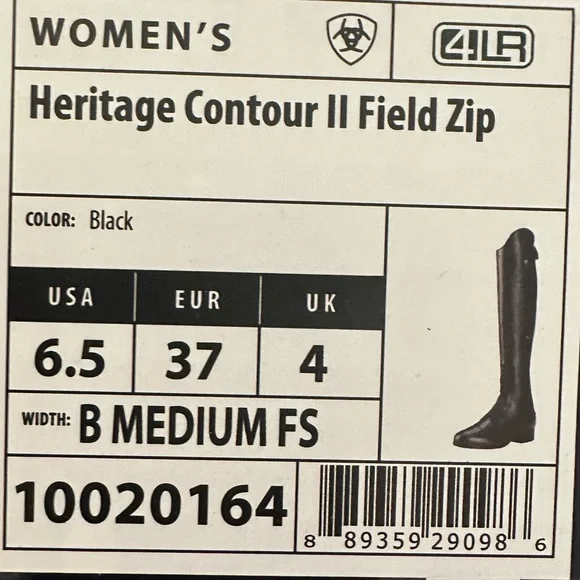 WOMEN'S
4LR
Heritage Contour II Field Zip
COLOR: Black
USA EUR UK
6.5 37 4
WIDTH: B MEDIUM FS
10020164
8 89359 29098 6